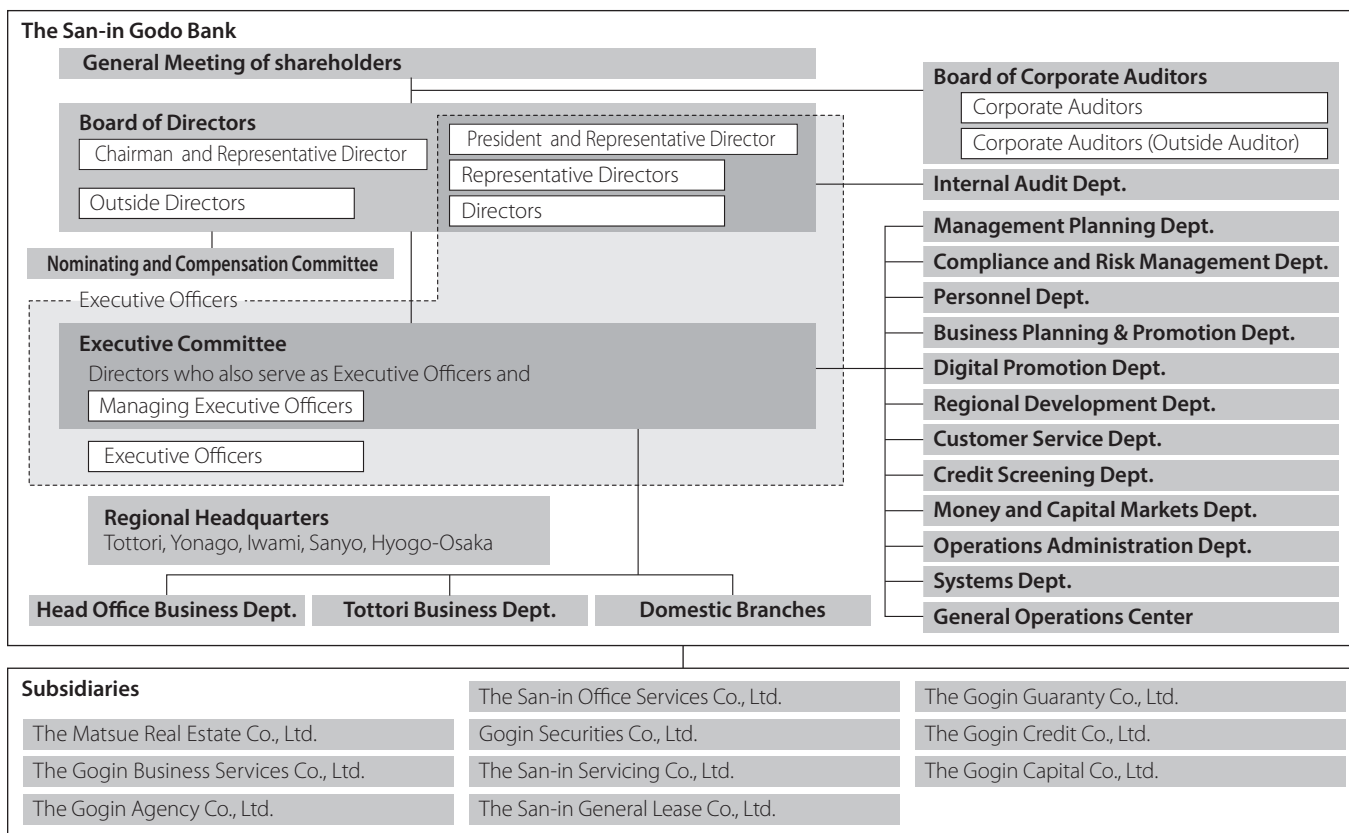 The San-in Godo Bank
General Meeting of shareholders
Board of Directors
Chairman and Representative Director
Outside Directors
President and Representative Director
Representative Directors
Directors
Nominating and Compensation Committee
Executive Officers
Executive Committee
Directors who also serve as Executive Officers and
Managing Executive Officers
Executive Officers
Regional Headquarters
Tottori, Yonago, Iwami, Sanyo, Hyogo-Osaka
Head Office Business Dept.
Tottori Business Dept.
Domestic Branches
Board of Corporate Auditors
Corporate Auditors
Corporate Auditors (Outside Auditor)
Internal Audit Dept.
Management Planning Dept.
Compliance and Risk Management Dept.
Personnel Dept.
Business Planning & Promotion Dept.
Digital Promotion Dept.
Regional Development Dept.
Customer Service Dept.
Credit Screening Dept.
Money and Capital Markets Dept.
Operations Administration Dept.
Systems Dept.
General Operations Center
Subsidiaries
The Matsue Real Estate Co., Ltd.
The Gogin Business Services Co., Ltd.
The Gogin Agency Co., Ltd.
The San-in Office Services Co., Ltd.
Gogin Securities Co., Ltd.
The San-in Servicing Co., Ltd.
The San-in General Lease Co., Ltd.
The Gogin Guaranty Co., Ltd.
The Gogin Credit Co., Ltd.
The Gogin Capital Co., Ltd.